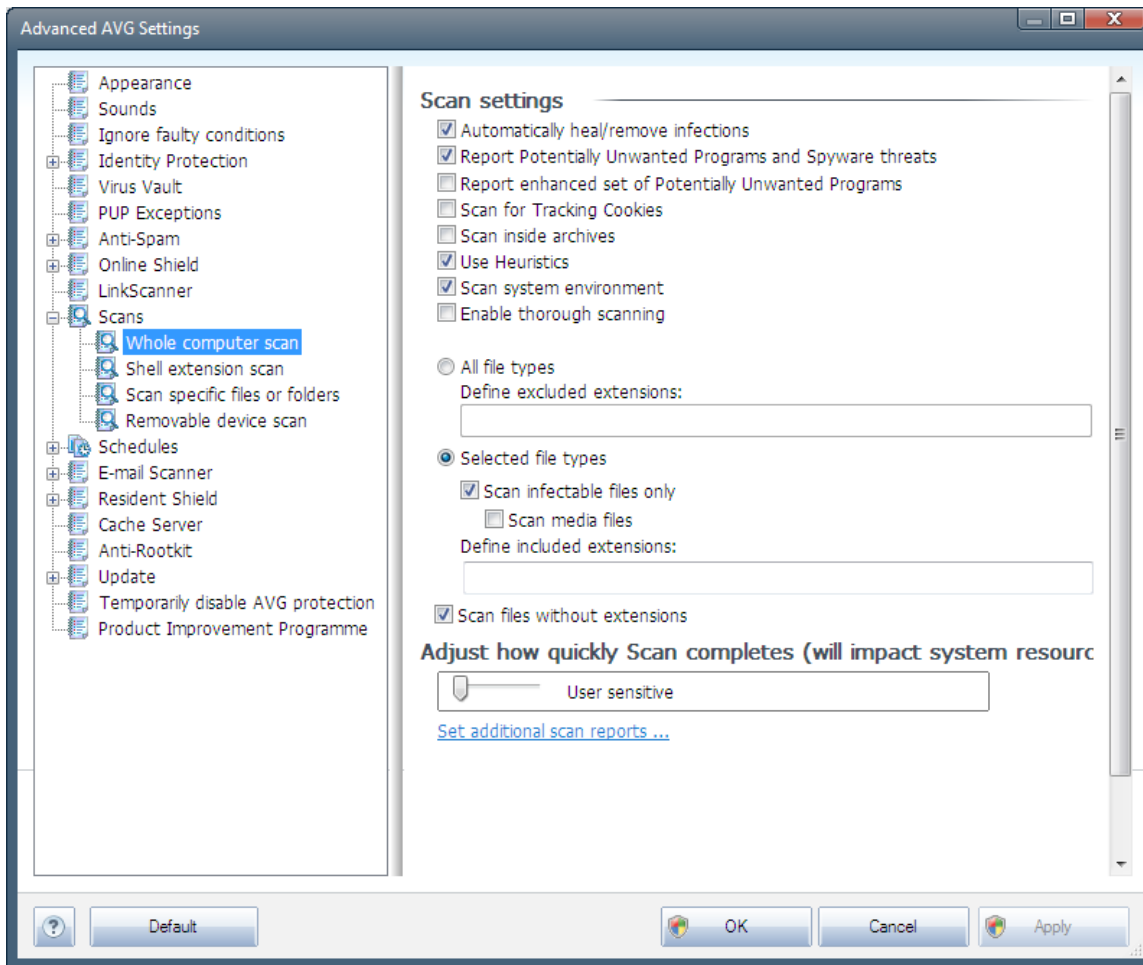 Advanced AVG Settings
Appearance
Sounds
Ignore faulty conditions
Identity Protection
Virus Vault
PUP Exceptions
Anti-Spam
Online Shield
LinkScanner
Scans
Whole computer scan
Shell extension scan
Scan specific files or folders
Removable device scan
Schedules
E-mail Scanner
Resident Shield
Cache Server
Anti-Rootkit
Update
Temporarily disable AVG protection
Product Improvement Programme
Scan settings
Automatically heal/remove infections
Report Potentially Unwanted Programs and Spyware threats
Report enhanced set of Potentially Unwanted Programs
Scan for Tracking Cookies
Scan inside archives
Use Heuristics
Scan system environment
Enable thorough scanning
All file types
Define excluded extensions:
Selected file types
Scan infectable files only
Scan media files
Define included extensions:
Scan files without extensions
Adjust how quickly Scan completes (will impact system resourc
User sensitive
Set additional scan reports ...
?
Default
OK
Cancel
Apply